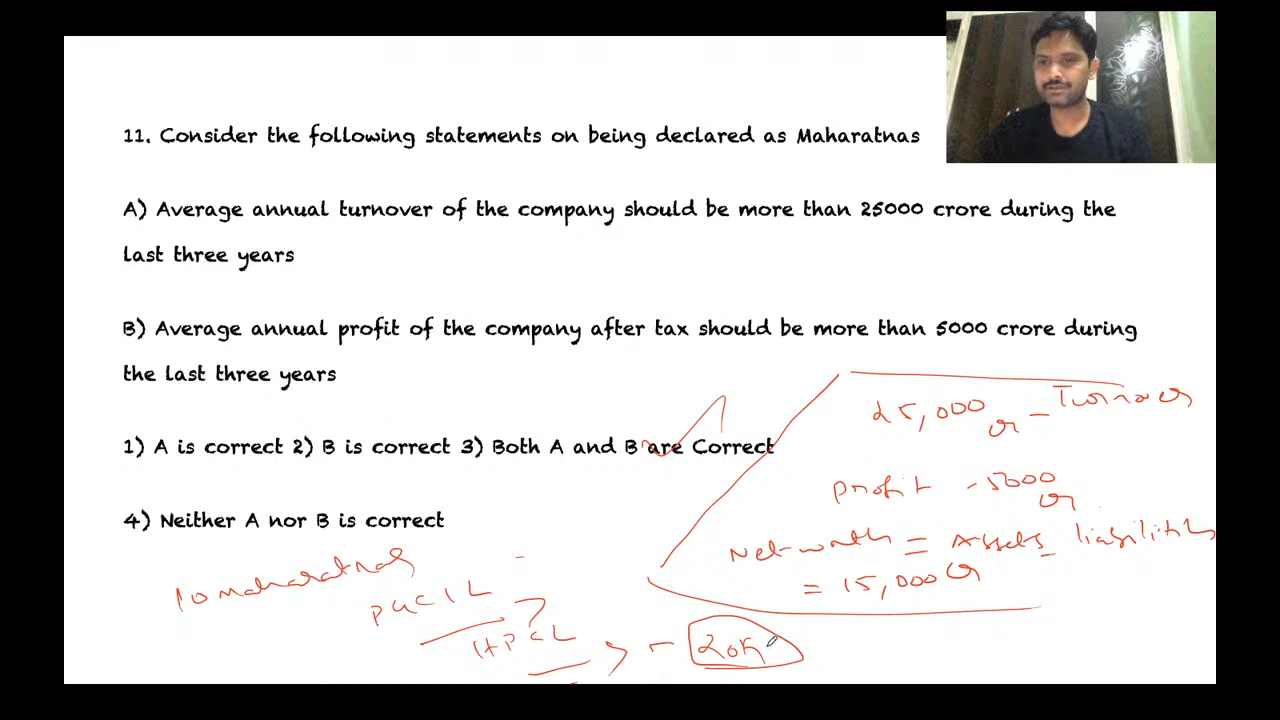 11. Consider the following statements on being declared as Maharatnas
A) Average annual turnover of the company should be more than 25000 crore during the
last three years
B) Average annual profit of the company after tax should be more than 5000 crore during
the last three years
1) A is correct 2) B is correct 3) Both A and B are Correct
4) Neither A nor B is correct
25,000 Cr - Turnover
profit - 5000 Cr
Net-worth = Assets - liabilities
= 15,000 Cr
10 maharatnas
PGCIL
HPCL